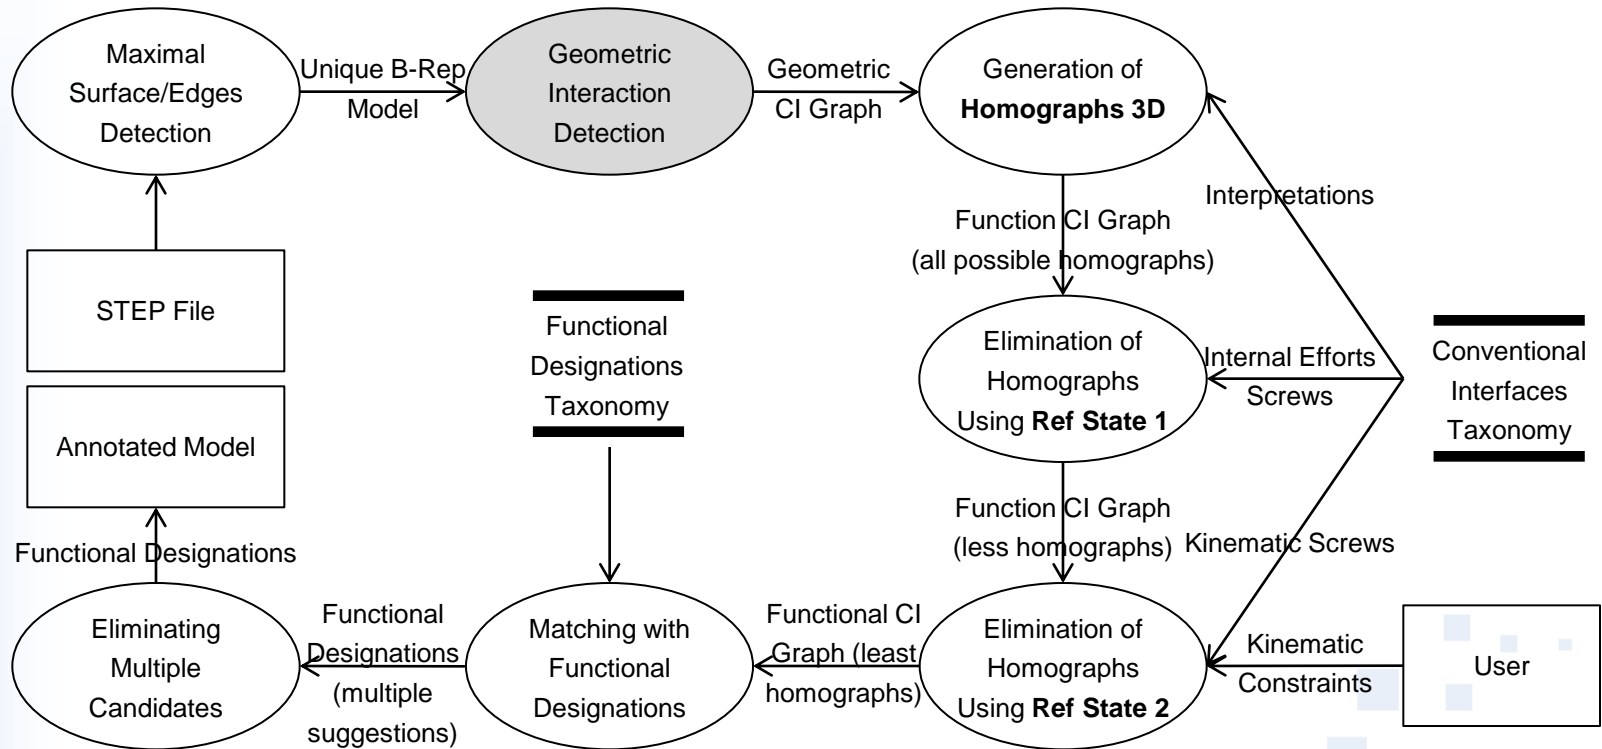 Maximal
Surface/Edges
Detection
Unique B-Rep
Model
Geometric
Interaction
Detection
Geometric
CI Graph
Generation of
Homographs 3D
Interpretations
Function CI Graph
(all possible homographs)
STEP File
Functional
Designations
Taxonomy
Elimination of
Homographs
Using Ref State 1
Internal Efforts
Screws
Conventional
Interfaces
Taxonomy
Annotated Model
Function CI Graph
(less homographs)
Kinematic Screws
Functional Designations
Eliminating
Multiple
Candidates
Functional
Designations
(multiple
suggestions)
Matching with
Functional
Designations
Functional CI
Graph (least
homographs)
Elimination of
Homographs
Using Ref State 2
Kinematic
Constraints
User